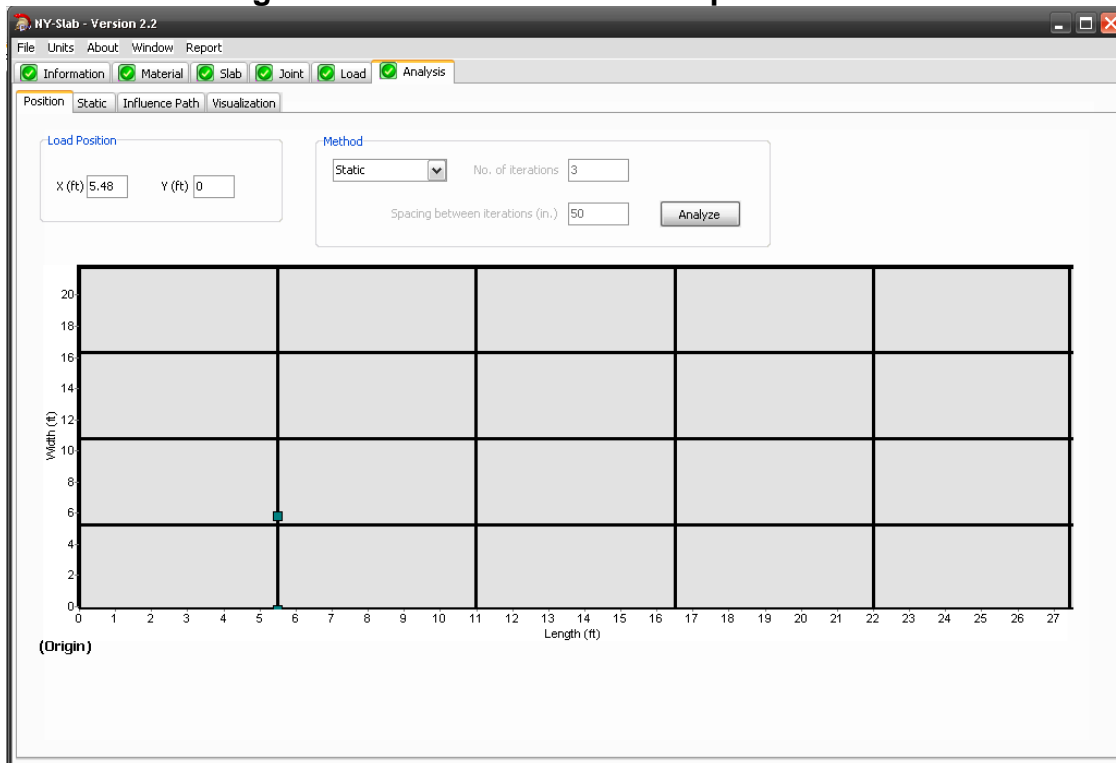 NY-Slab - Version 2.2
File Units About Window Report
Information Material Slab Joint Load Analysis
Position Static Influence Path Visualization
Load Position
X (ft) 5.48 Y (ft) 0
Method
Static No. of iterations 3
Spacing between iterations (in.) 50 Analyze
Width (ft)
20
18
16
14
12
10
8
6
4
2
0
0 1 2 3 4 5 6 7 8 9 10 11 12 13 14 15 16 17 18 19 20 21 22 23 24 25 26 27
Length (ft)
(Origin)